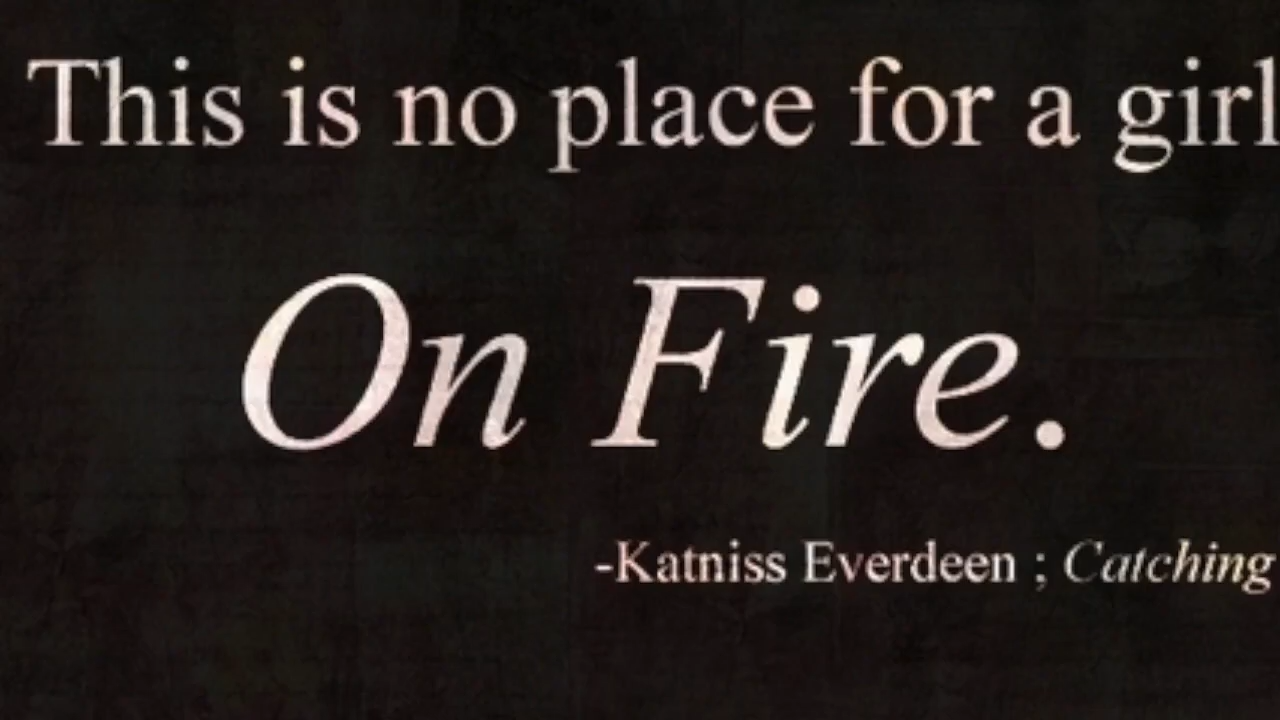 This is no place for a girl
On Fire.
-Katniss Everdeen ; Catching